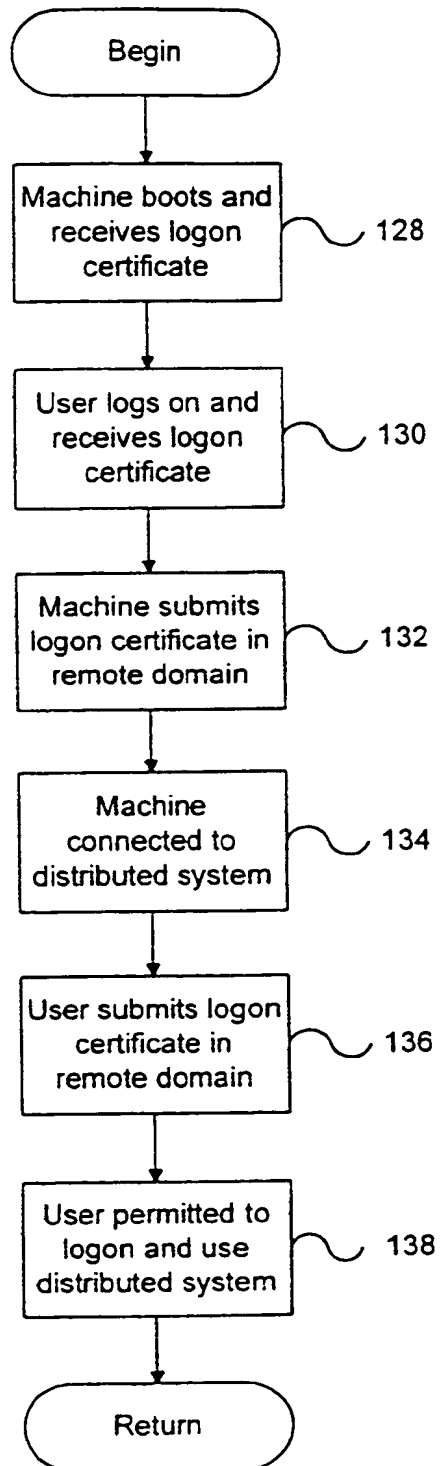 Begin
Machine boots and
receives logon
certificate
128
User logs on and
receives logon
certificate
130
Machine submits
logon certificate in
remote domain
132
Machine
connected to
distributed system
134
User submits logon
certificate in
remote domain
136
User permitted to
logon and use
distributed system
138
Return